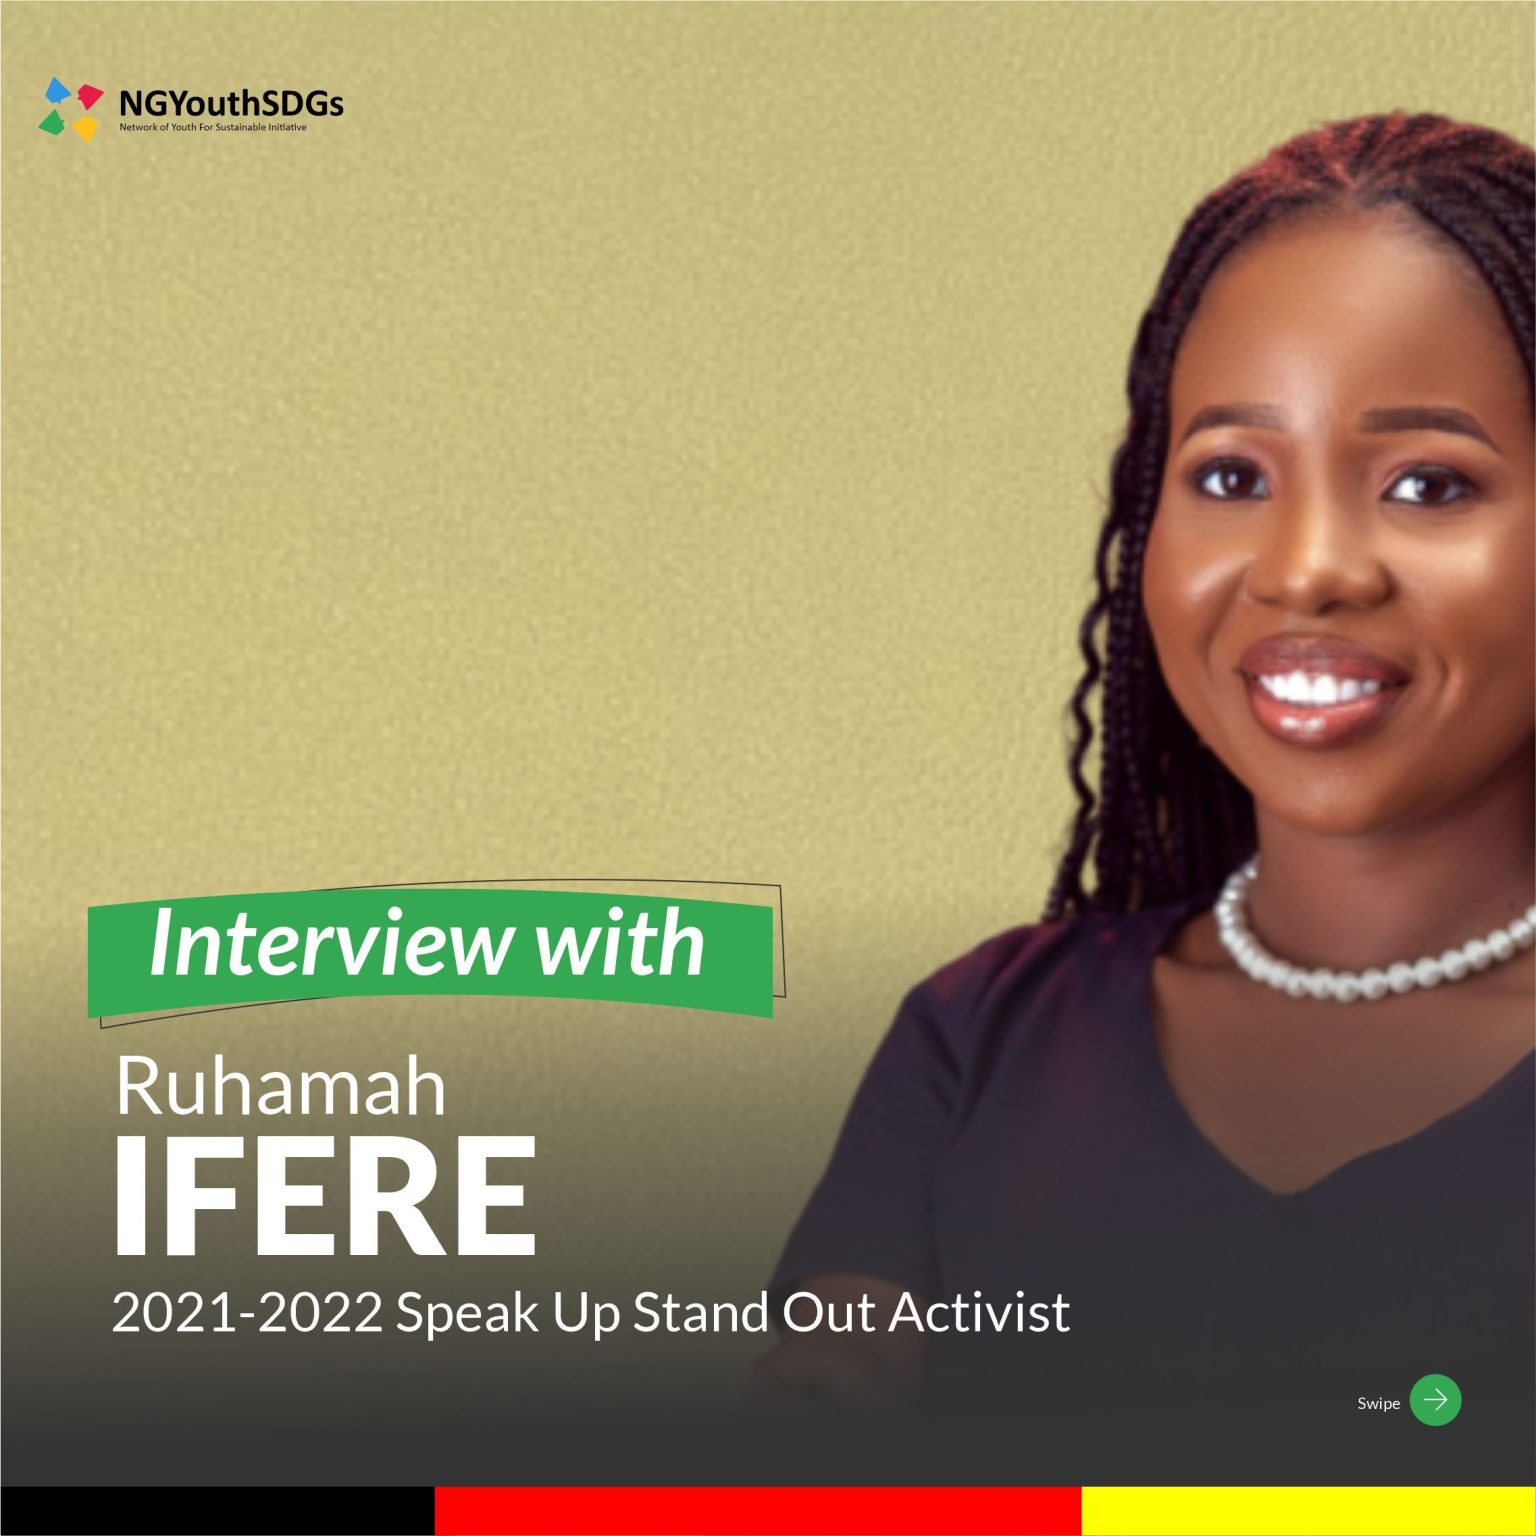 NGYouthSDGs
Network of Youth For Sustainable Initiative
Interview with
Ruhamah
IFERE
2021-2022 Speak Up Stand Out Activist
Swipe